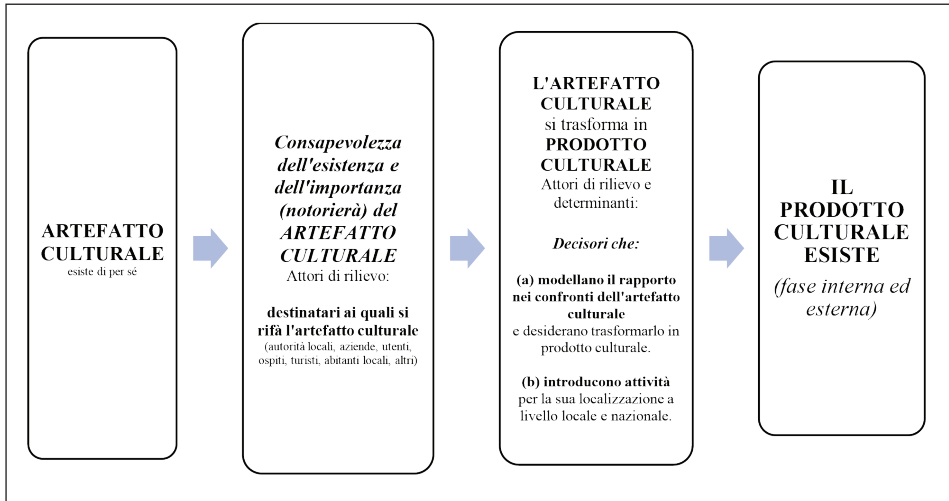 ARTEFATTO
CULTURALE
esiste di per sé
Consapevolezza
dell'esistenza e
dell'importanza
(notorierà) del
ARTEFATTO
CULTURALE
Attori di rilievo:
destinatari ai quali si
rifà l'artefatto culturale
(autorità locali, aziende, utenti,
ospiti, turisti, abitanti locali, altri)
L'ARTEFATTO
CULTURALE
si trasforma in
PRODOTTO
CULTURALE
Attori di rilievo e
determinanti:
Decisori che:
(a) modellano il rapporto
nei confronti dell'artefatto
culturale
e desiderano trasformarlo in
prodotto culturale.
(b) introducono attività
per la sua localizzazione a
livello locale e nazionale.
IL
PRODOTTO
CULTURALE
ESISTE
(fase interna ed
esterna)